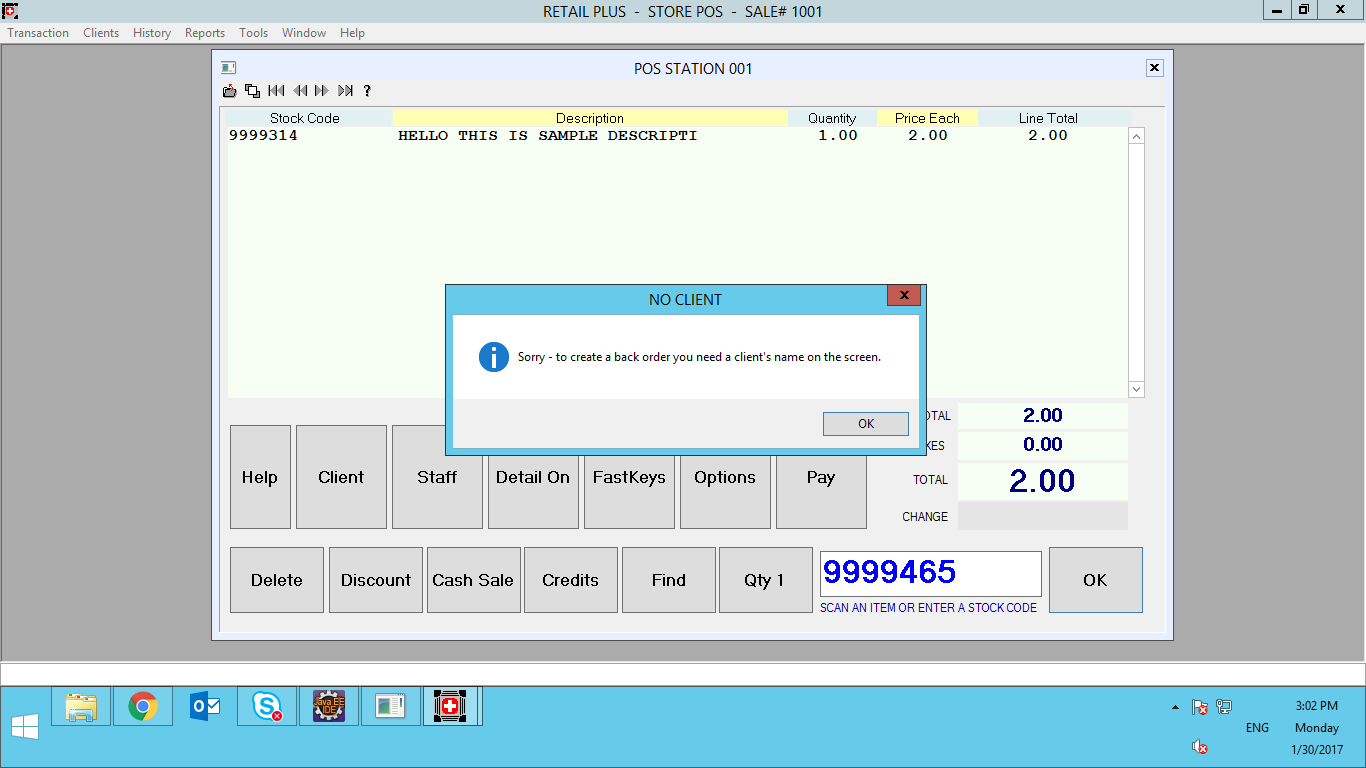 RETAIL PLUS - STORE POS - SALE# 1001
Transaction Clients History Reports Tools Window Help
POS STATION 001
?
Stock Code Description Quantity Price Each Line Total
9999314 HELLO THIS IS SAMPLE DESCRIPTI 1.00 2.00 2.00
NO CLIENT
Sorry - to create a back order you need a client's name on the screen.
OK
OTAL 2.00
XES 0.00
TOTAL 2.00
CHANGE
Help Client Staff Detail On FastKeys Options Pay
Delete Discount Cash Sale Credits Find Qty 1 9999465 OK
SCAN AN ITEM OR ENTER A STOCK CODE
Java EE
IDE
ENG
3:02 PM
Monday
1/30/2017